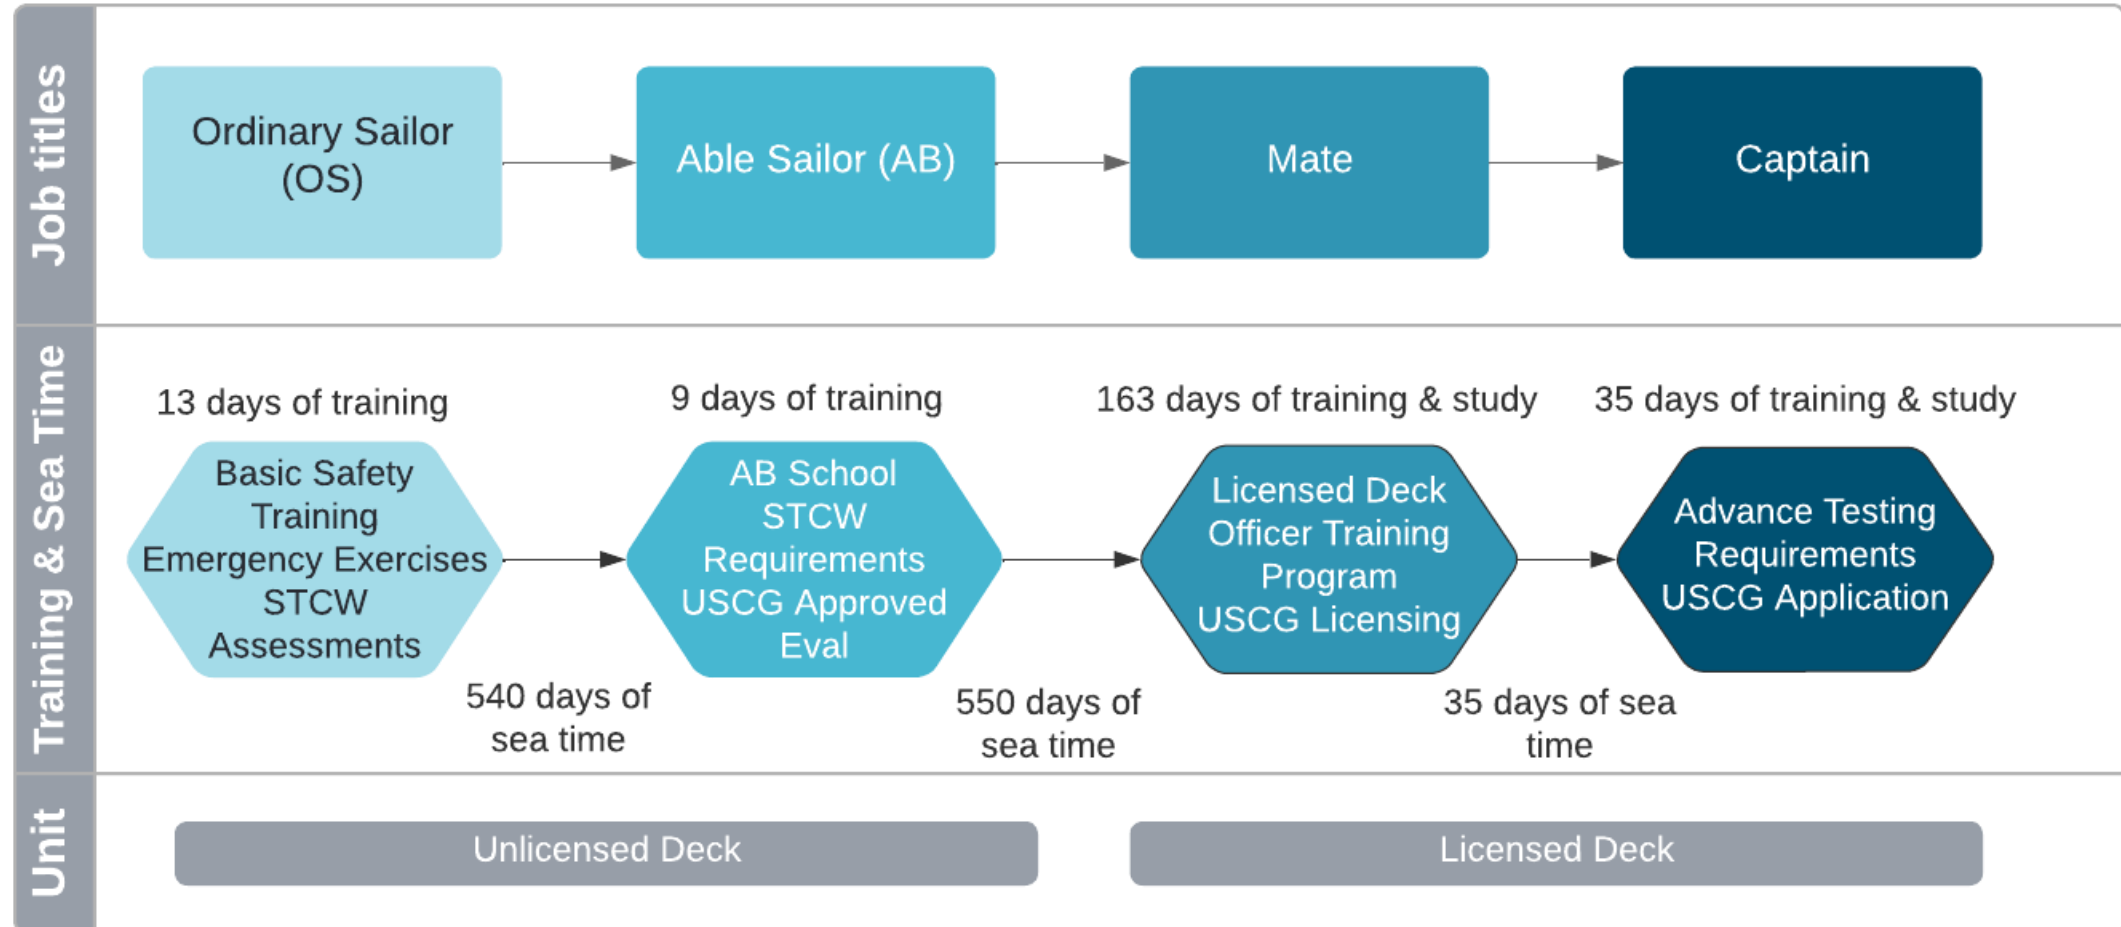 Job titles
Ordinary Sailor
(OS)
Able Sailor (AB)
Mate
Captain
Training & Sea Time
13 days of training
9 days of training
163 days of training & study
35 days of training & study
Basic Safety
Training
Emergency Exercises
STCW
Assessments
AB School
STCW
Requirements
USCG Approved
Eval
Licensed Deck
Officer Training
Program
USCG Licensing
Advance Testing
Requirements
USCG Application
540 days of
sea time
550 days of
sea time
35 days of sea
time
Unit
Unlicensed Deck
Licensed Deck